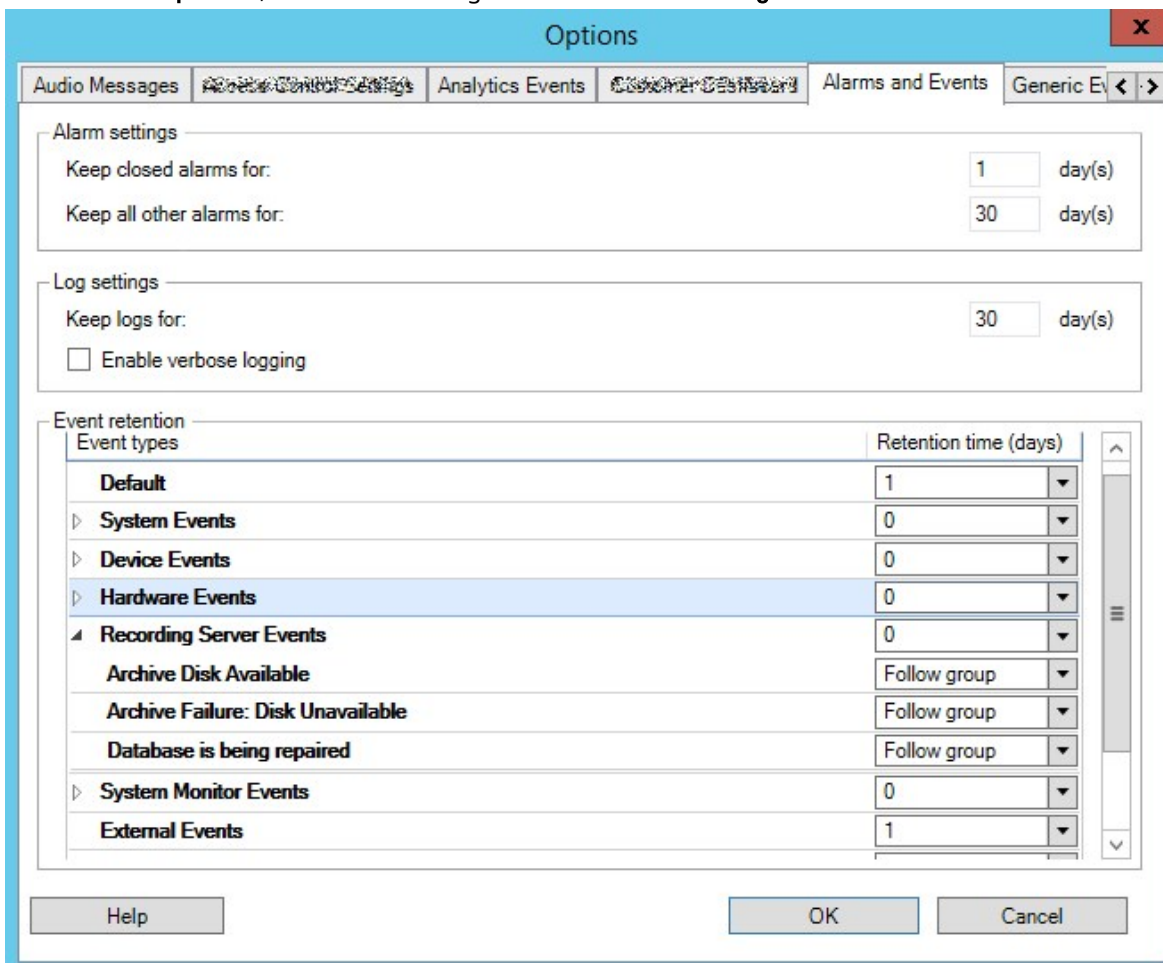 Options
x
Audio Messages Analytics Events Alarms and Events Generic Ev
Alarm settings
Keep closed alarms for: 1 day(s)
Keep all other alarms for: 30 day(s)
Log settings
Keep logs for: 30 day(s)
Enable verbose logging
Event retention
Event types Retention time (days)
Default 1
System Events 0
Device Events 0
Hardware Events 0
Recording Server Events 0
Archive Disk Available Follow group
Archive Failure: Disk Unavailable Follow group
Database is being repaired Follow group
System Monitor Events 0
External Events 1
Help OK Cancel